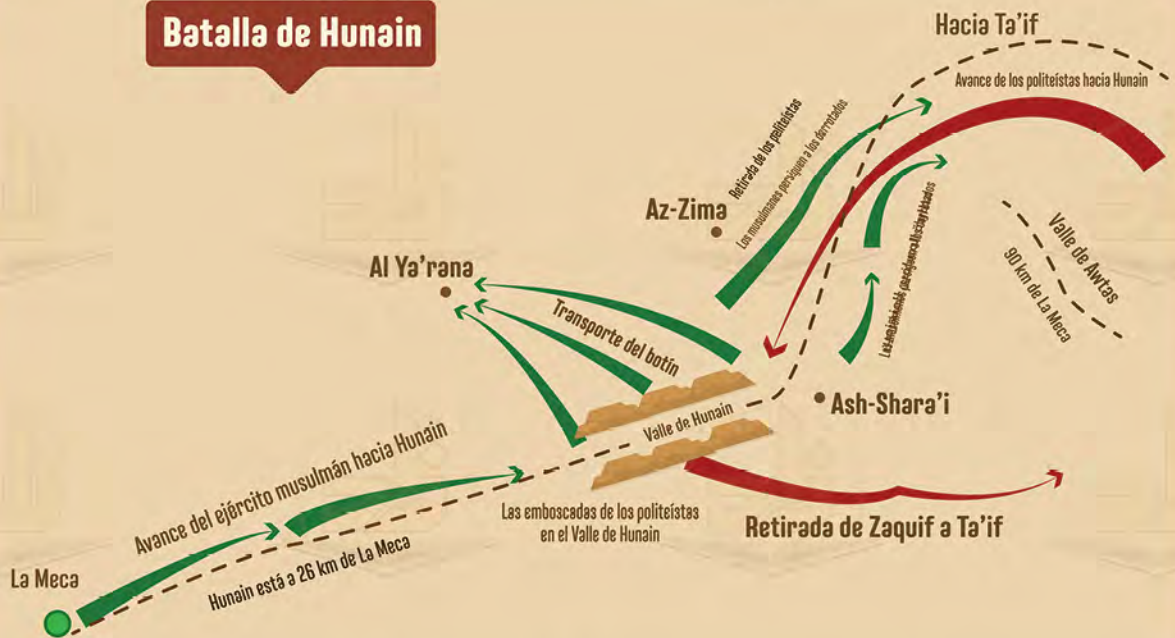 Batalla de Hunain
Hacia Ta'if
Avance de los politeístas hacia Hunain
Retirada de los peliteístas
Los musulmanes persiguen a los derrotados
Az-Zima
Valle de Awtas
90 km de La Meca
Al Ya'rana
Transporte del botín
Ash-Shara'i
Valle de Hunain
Avance del ejército musulmán hacia Hunain
Las emboscadas de los politeístas
en el Valle de Hunain
Retirada de Zaquif a Ta'if
Hunain está a 26 km de La Meca
La Meca